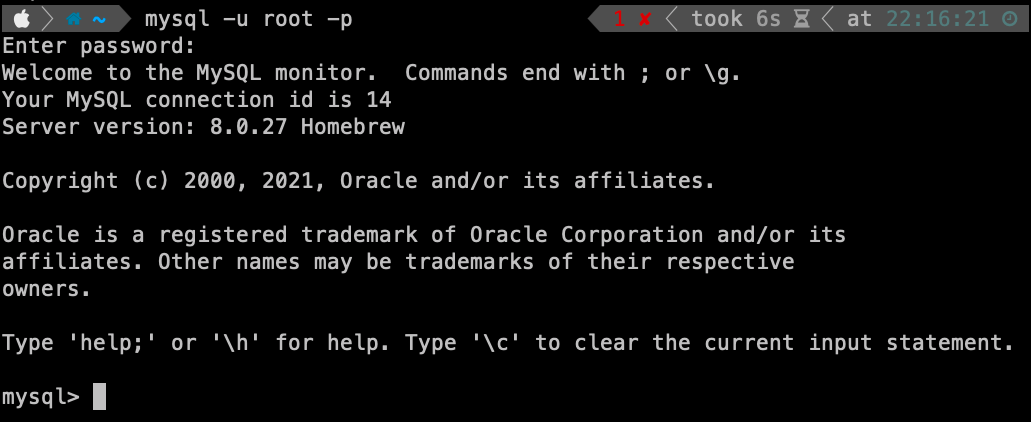 ~ mysql -u root -p 1 ✘ took 6s at 22:16:21
Enter password:
Welcome to the MySQL monitor.  Commands end with ; or \g.
Your MySQL connection id is 14
Server version: 8.0.27 Homebrew
Copyright (c) 2000, 2021, Oracle and/or its affiliates.
Oracle is a registered trademark of Oracle Corporation and/or its
affiliates. Other names may be trademarks of their respective
owners.
Type 'help;' or '\h' for help. Type '\c' to clear the current input statement.
mysql>